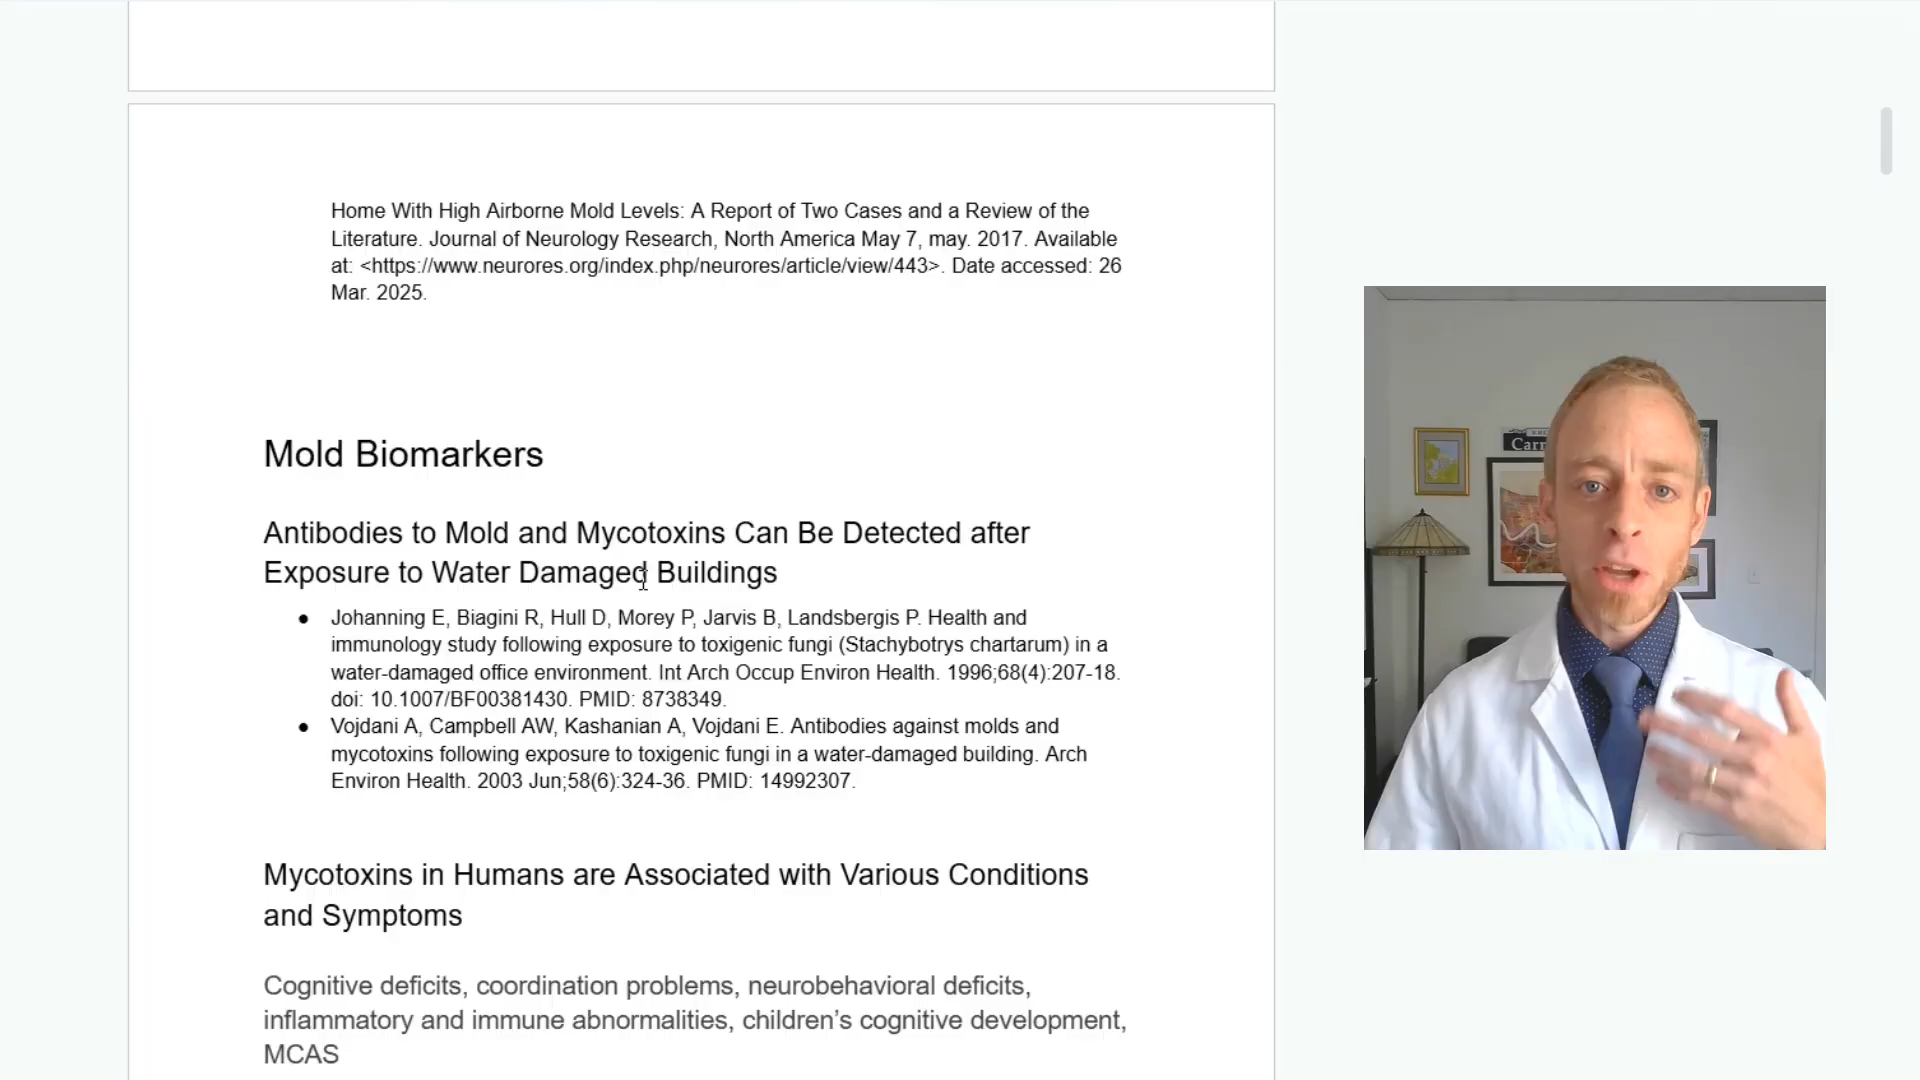 Home With High Airborne Mold Levels: A Report of Two Cases and a Review of the
Literature. Journal of Neurology Research, North America May 7, may. 2017. Available
at: <https://www.neurores.org/index.php/neurores/article/view/443>. Date accessed: 26
Mar. 2025.
Mold Biomarkers
Antibodies to Mold and Mycotoxins Can Be Detected after
Exposure to Water Damaged Buildings
● Johanning E, Biagini R, Hull D, Morey P, Jarvis B, Landsbergis P. Health and
immunology study following exposure to toxigenic fungi (Stachybotrys chartarum) in a
water-damaged office environment. Int Arch Occup Environ Health. 1996;68(4):207-18.
doi: 10.1007/BF00381430. PMID: 8738349.
● Vojdani A, Campbell AW, Kashanian A, Vojdani E. Antibodies against molds and
mycotoxins following exposure to toxigenic fungi in a water-damaged building. Arch
Environ Health. 2003 Jun;58(6):324-36. PMID: 14992307.
Mycotoxins in Humans are Associated with Various Conditions
and Symptoms
Cognitive deficits, coordination problems, neurobehavioral deficits,
inflammatory and immune abnormalities, children’s cognitive development,
MCAS